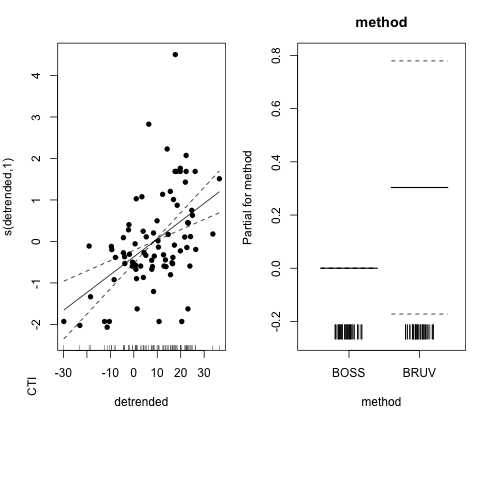 s(detrended,1)
4
3
2
1
0
-1
-2
-30
-10
0
10
20
30
detrended
CTI
method
Partial for method
0.8
0.6
0.4
0.2
0.0
-0.2
BOSS
BRUV
method